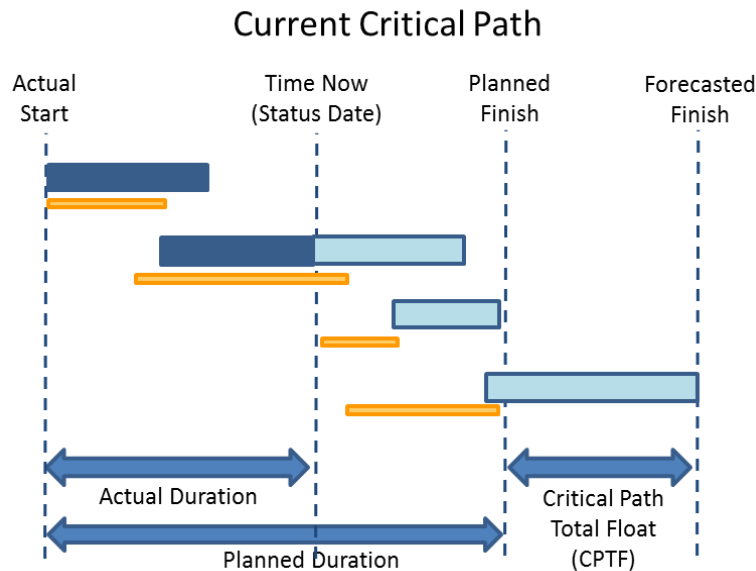 Current Critical Path
Actual
Start
Time Now
(Status Date)
Planned
Finish
Forecasted
Finish
Actual Duration
Planned Duration
Critical Path
Total Float
(CPTF)